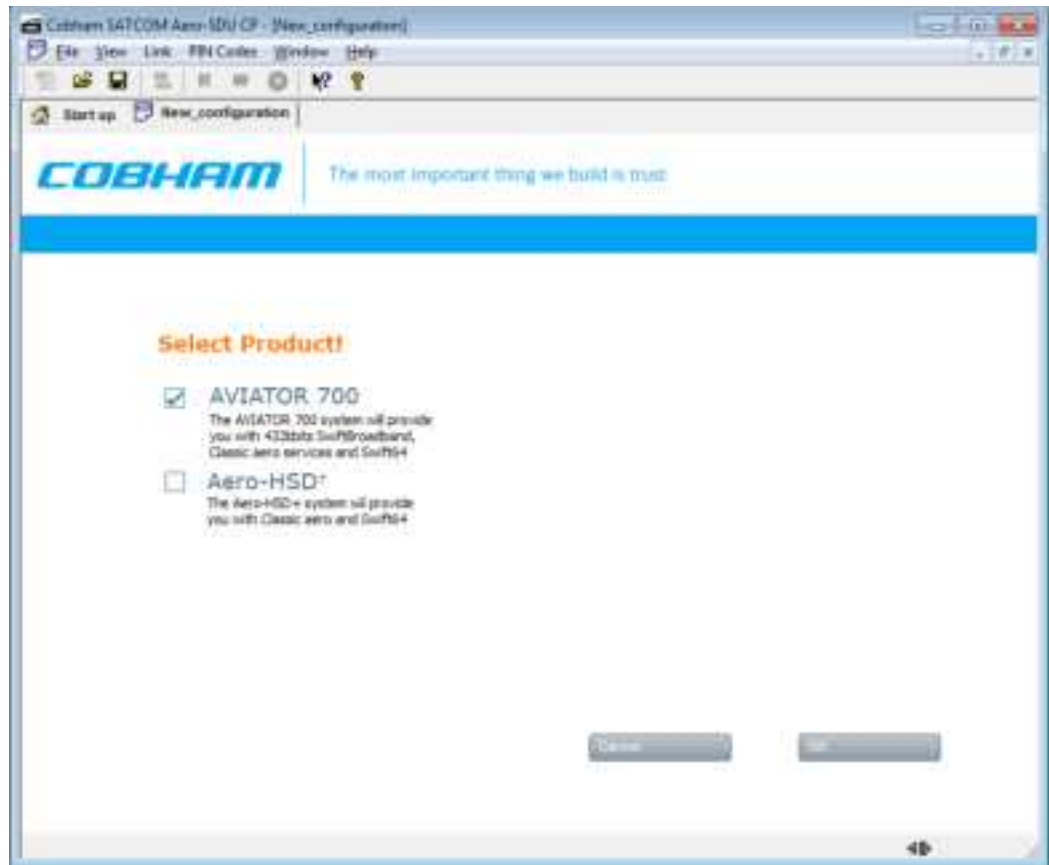 Cobham SATCOM Aero-SDU CP - [New_configuration]
File View Link PIN Codes Window Help
Start up New_configuration
COBHAM
The most important thing we build is trust
Select Product!
AVIATOR 700
The AVIATOR 700 system will provide
you with 432kbits SwiftBroadband,
Classic aero services and Swift64
Aero-HSD+
The Aero-HSD+ system will provide
you with Classic aero and Swift64
Cancel OK